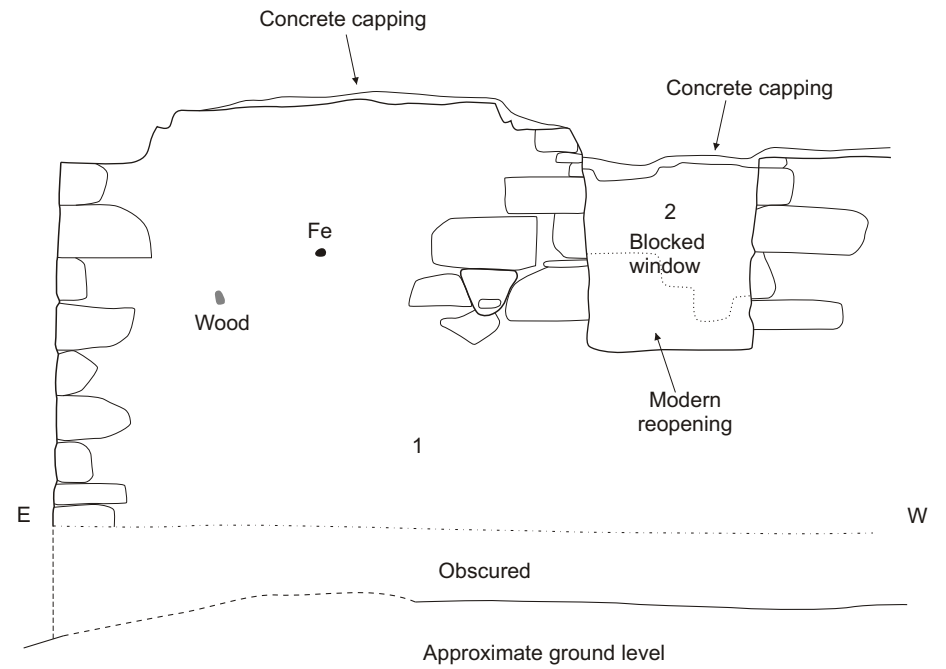 Concrete capping
Concrete capping
2
Blocked
window
Fe
Wood
Modern
reopening
1
E
W
Obscured
Approximate ground level